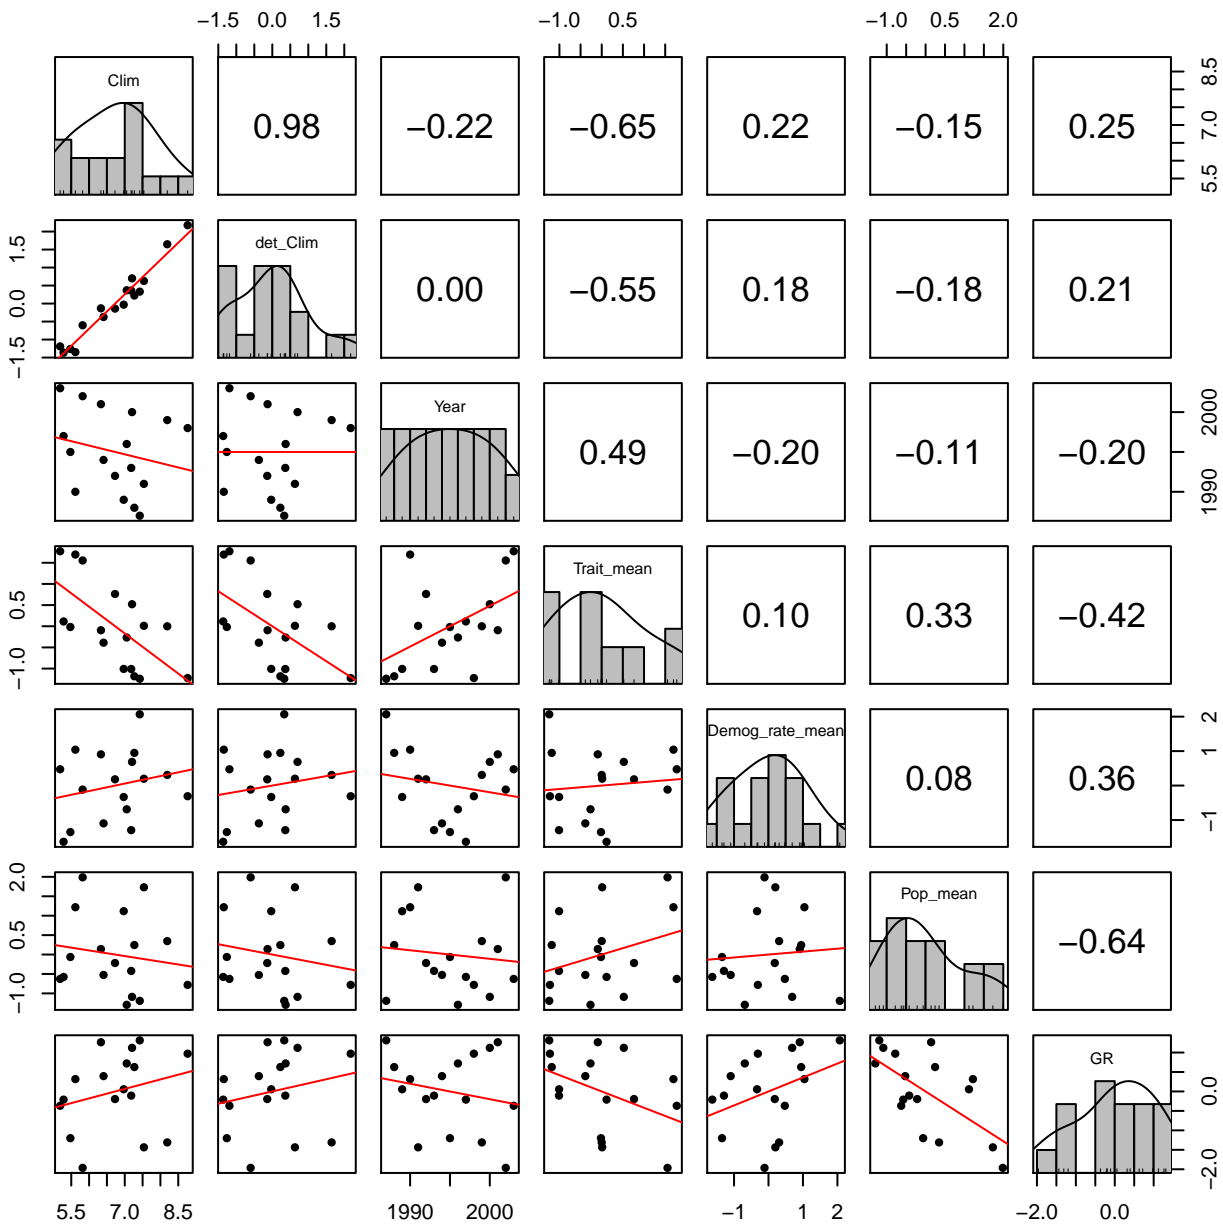 −1.5 0.0 1.5 −1.0 0.5 −1.0 0.5 2.0
Clim 0.98 −0.22 −0.65 0.22 −0.15 0.25 5.5 7.0 8.5
−1.5 0.0 1.5 det_Clim 0.00 −0.55 0.18 −0.18 0.21
Year 0.49 −0.20 −0.11 −0.20 1990 2000
−1.0 0.5 Trait_mean 0.10 0.33 −0.42
Demog_rate_mean 0.08 0.36 −1 1 2
−1.0 0.5 2.0 Pop_mean −0.64
GR −2.0 0.0
5.5 7.0 8.5 1990 2000 −1 1 2 −2.0 0.0